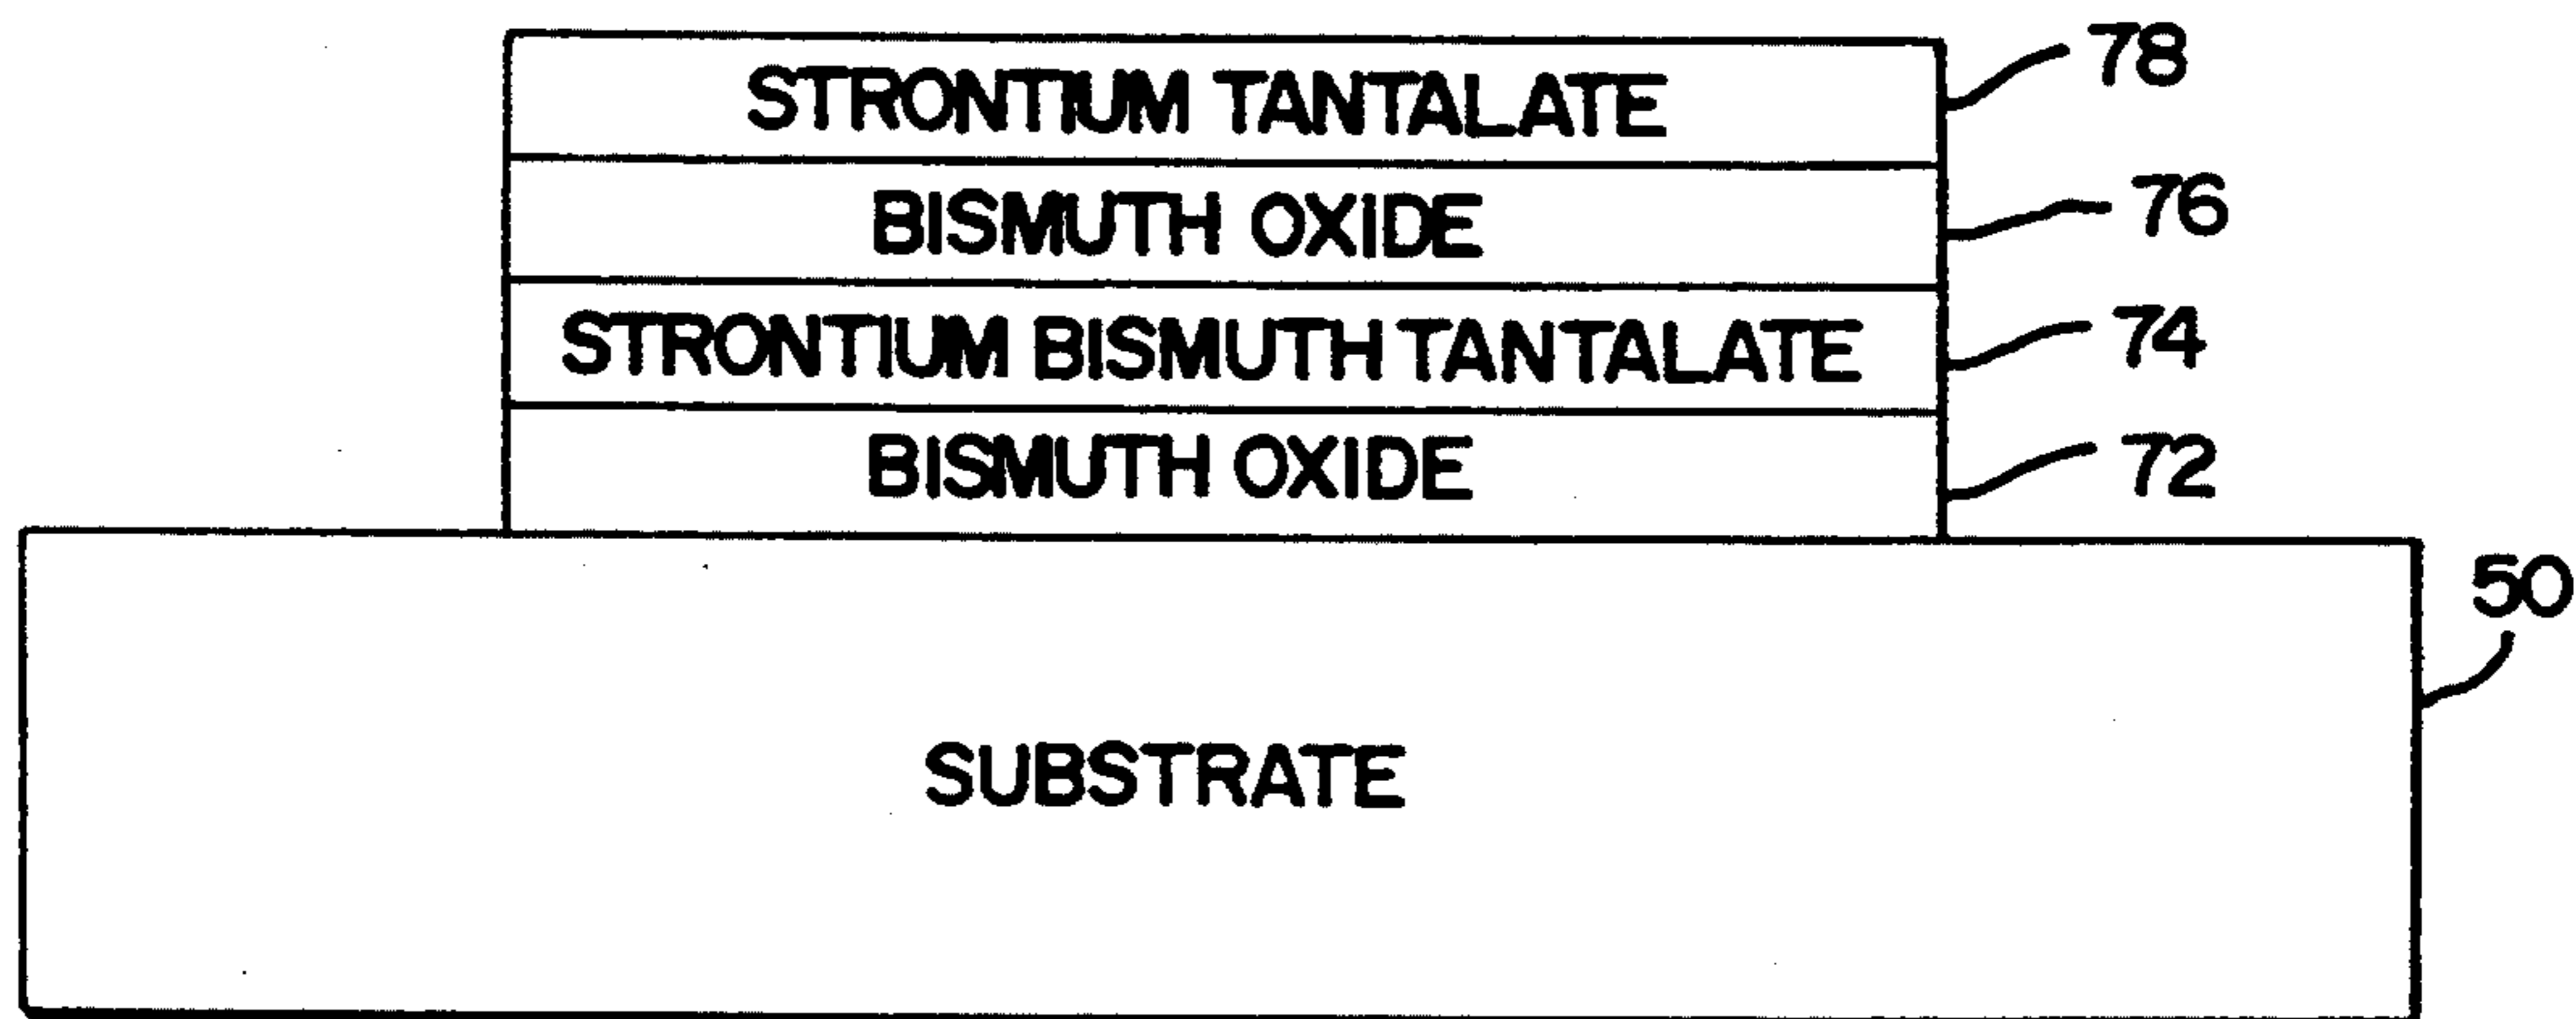 STRONTIUM TANTALATE 78
BISMUTH OXIDE 76
STRONTIUM BISMUTH TANTALATE 74
BISMUTH OXIDE 72
50
SUBSTRATE